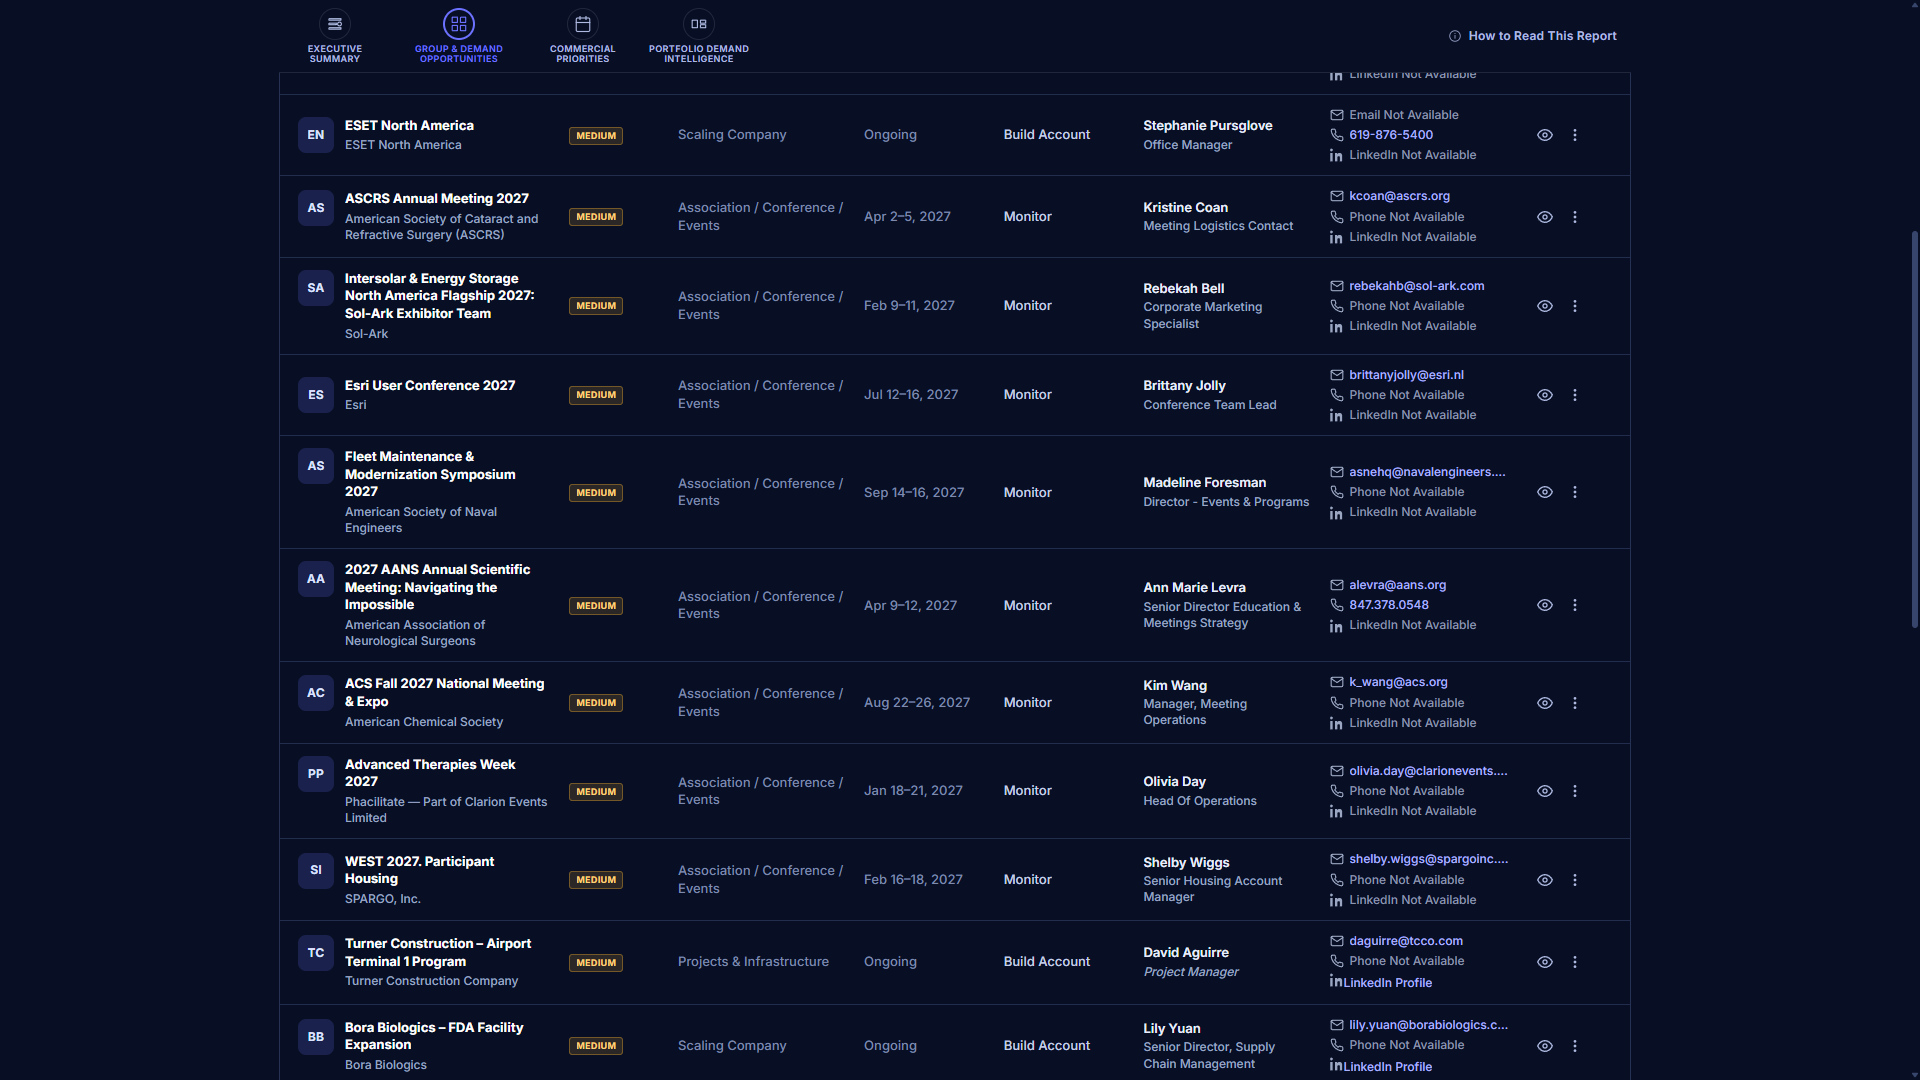 EXECUTIVE
SUMMARY
GROUP & DEMAND
OPPORTUNITIES
COMMERCIAL
PRIORITIES
PORTFOLIO DEMAND
INTELLIGENCE
How to Read This Report
LinkedIn Not Available
EN
ESET North America
ESET North America
MEDIUM
Scaling Company
Ongoing
Build Account
Stephanie Pursglove
Office Manager
Email Not Available
619-876-5400
LinkedIn Not Available
AS
ASCRS Annual Meeting 2027
American Society of Cataract and
Refractive Surgery (ASCRS)
MEDIUM
Association / Conference /
Events
Apr 2–5, 2027
Monitor
Kristine Coan
Meeting Logistics Contact
kcoan@ascrs.org
Phone Not Available
LinkedIn Not Available
SA
Intersolar & Energy Storage
North America Flagship 2027:
Sol-Ark Exhibitor Team
Sol-Ark
MEDIUM
Association / Conference /
Events
Feb 9–11, 2027
Monitor
Rebekah Bell
Corporate Marketing
Specialist
rebekahb@sol-ark.com
Phone Not Available
LinkedIn Not Available
ES
Esri User Conference 2027
Esri
MEDIUM
Association / Conference /
Events
Jul 12–16, 2027
Monitor
Brittany Jolly
Conference Team Lead
brittanyjolly@esri.nl
Phone Not Available
LinkedIn Not Available
AS
Fleet Maintenance &
Modernization Symposium
2027
American Society of Naval
Engineers
MEDIUM
Association / Conference /
Events
Sep 14–16, 2027
Monitor
Madeline Foresman
Director - Events & Programs
asnehq@navalengineers....
Phone Not Available
LinkedIn Not Available
AA
2027 AANS Annual Scientific
Meeting: Navigating the
Impossible
American Association of
Neurological Surgeons
MEDIUM
Association / Conference /
Events
Apr 9–12, 2027
Monitor
Ann Marie Levra
Senior Director Education &
Meetings Strategy
alevra@aans.org
847.378.0548
LinkedIn Not Available
AC
ACS Fall 2027 National Meeting
& Expo
American Chemical Society
MEDIUM
Association / Conference /
Events
Aug 22–26, 2027
Monitor
Kim Wang
Manager, Meeting
Operations
k_wang@acs.org
Phone Not Available
LinkedIn Not Available
PP
Advanced Therapies Week
2027
Phacilitate — Part of Clarion Events
Limited
MEDIUM
Association / Conference /
Events
Jan 18–21, 2027
Monitor
Olivia Day
Head Of Operations
olivia.day@clarionevents....
Phone Not Available
LinkedIn Not Available
SI
WEST 2027. Participant
Housing
SPARGO, Inc.
MEDIUM
Association / Conference /
Events
Feb 16–18, 2027
Monitor
Shelby Wiggs
Senior Housing Account
Manager
shelby.wiggs@spargoinc....
Phone Not Available
LinkedIn Not Available
TC
Turner Construction – Airport
Terminal 1 Program
Turner Construction Company
MEDIUM
Projects & Infrastructure
Ongoing
Build Account
David Aguirre
Project Manager
daguirre@tcco.com
Phone Not Available
LinkedIn Profile
BB
Bora Biologics – FDA Facility
Expansion
Bora Biologics
MEDIUM
Scaling Company
Ongoing
Build Account
Lily Yuan
Senior Director, Supply
Chain Management
lily.yuan@borabiologics.c...
Phone Not Available
LinkedIn Profile